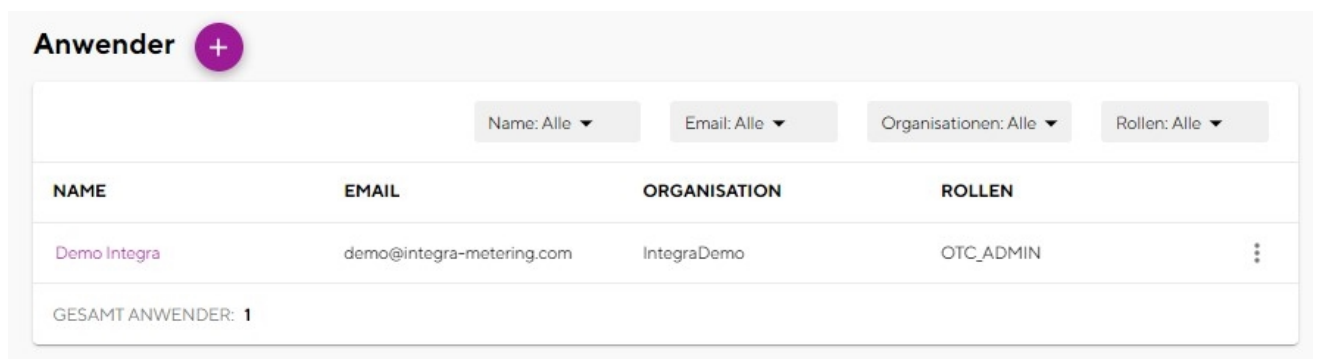 Anwender +
Name: Alle Email: Alle Organisationen: Alle Rollen: Alle
NAME EMAIL ORGANISATION ROLLEN
Demo Integra demo@integra-metering.com IntegraDemo OTC_ADMIN
GESAMT ANWENDER: 1